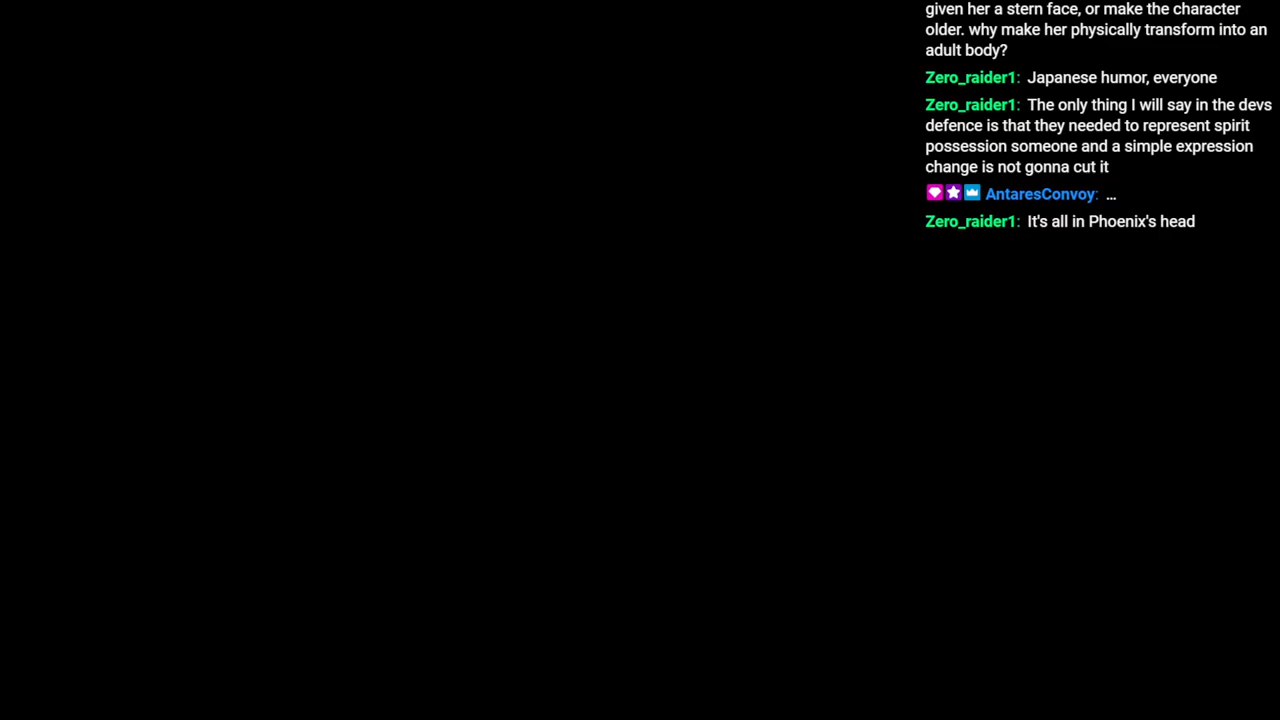 given her a stern face, or make the character
older. why make her physically transform into an
adult body?
Zero_raider1: Japanese humor, everyone
Zero_raider1: The only thing I will say in the devs
defence is that they needed to represent spirit
possession someone and a simple expression
change is not gonna cut it
AntaresConvoy: ...
Zero_raider1: It's all in Phoenix's head